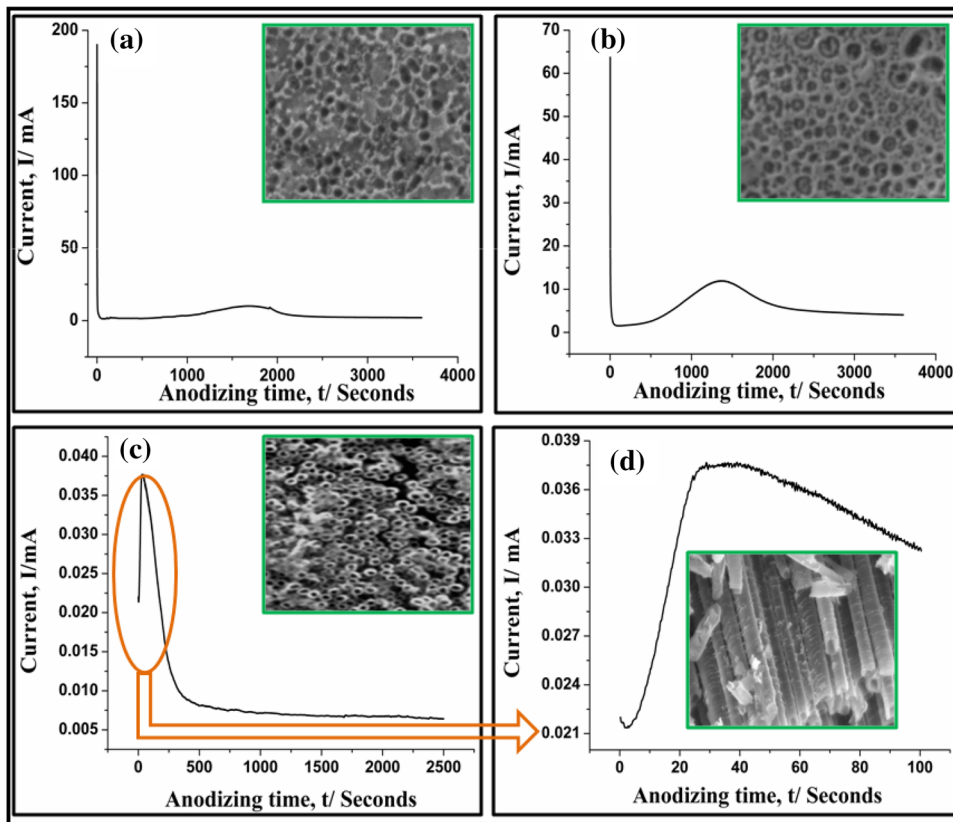 (a)
Current, I/ mA
200
150
100
50
0
0 1000 2000 3000 4000
Anodizing time, t/ Seconds
(b)
Current, I/mA
70
60
50
40
30
20
10
0
0 1000 2000 3000 4000
Anodizing time, t/ Seconds
(c)
Current, I/mA
0.040
0.035
0.030
0.025
0.020
0.015
0.010
0.005
0 500 1000 1500 2000 2500
Anodizing time, t/ Seconds
(d)
Current, I/ mA
0.039
0.036
0.033
0.030
0.027
0.024
0.021
0 20 40 60 80 100
Anodizing time, t/ Seconds